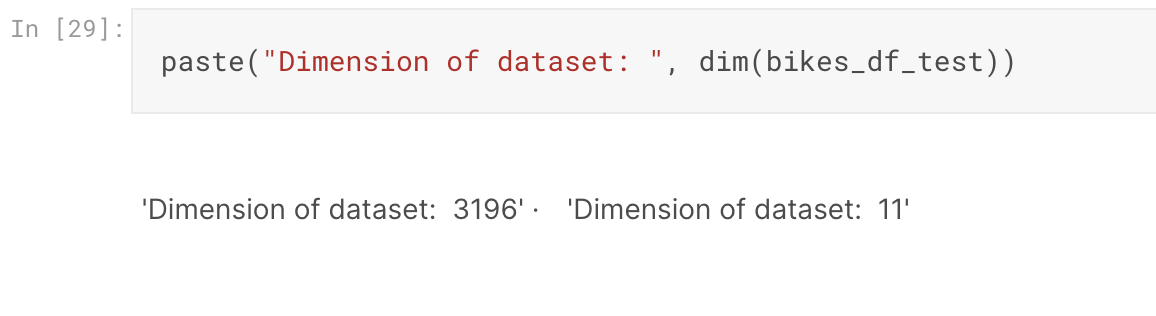 In [29]:
paste("Dimension of dataset: ", dim(bikes_df_test))
'Dimension of dataset:  3196' · 'Dimension of dataset:  11'